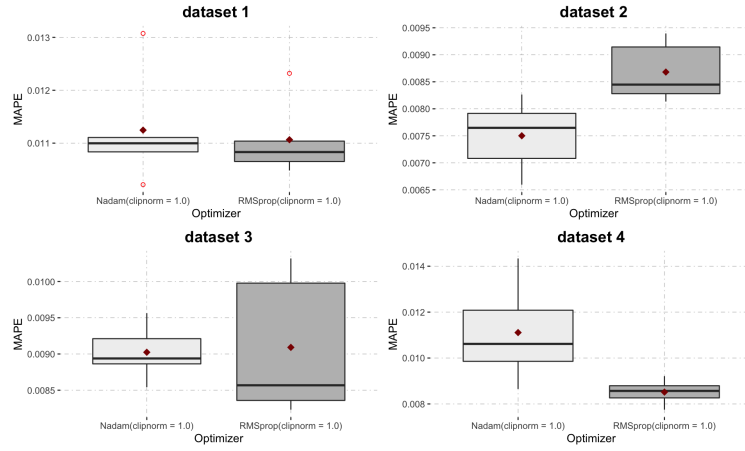 dataset 1
MAPE
0.013
0.012
0.011
Nadam(clipnorm = 1.0)
RMSprop(clipnorm = 1.0)
Optimizer
dataset 2
MAPE
0.0095
0.0090
0.0085
0.0080
0.0075
0.0070
0.0065
Nadam(clipnorm = 1.0)
RMSprop(clipnorm = 1.0)
Optimizer
dataset 3
MAPE
0.0100
0.0095
0.0090
0.0085
Nadam(clipnorm = 1.0)
RMSprop(clipnorm = 1.0)
Optimizer
dataset 4
MAPE
0.014
0.012
0.010
0.008
Nadam(clipnorm = 1.0)
RMSprop(clipnorm = 1.0)
Optimizer